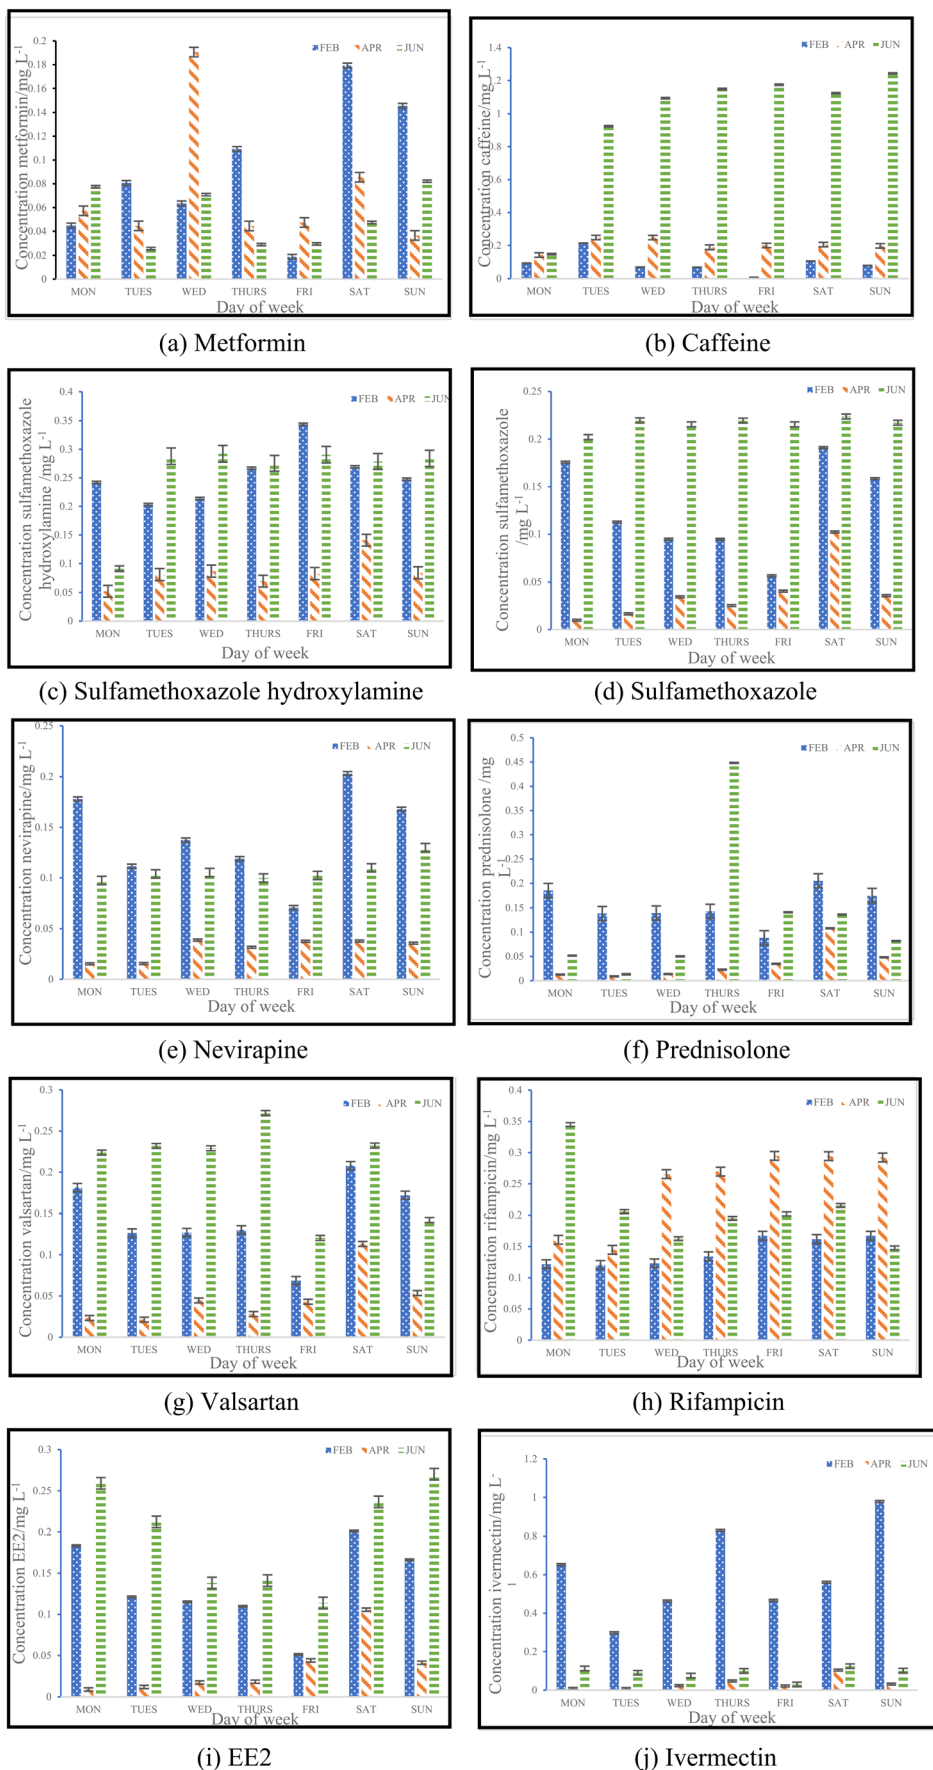 FEB APR JUN
Concentration metformin/mg L-1
0.2
0.18
0.16
0.14
0.12
0.1
0.08
0.06
0.04
0.02
0
MON TUES WED THURS FRI SAT SUN
Day of week
(a) Metformin
FEB APR JUN
Concentration caffeine/mg L-1
1.4
1.2
1
0.8
0.6
0.4
0.2
0
MON TUES WED THURS FRI SAT SUN
Day of week
(b) Caffeine
FEB APR JUN
Concentration sulfamethoxazole
hydroxylamine /mg L-1
0.4
0.35
0.3
0.25
0.2
0.15
0.1
0.05
0
MON TUES WED THURS FRI SAT SUN
Day of week
(c) Sulfamethoxazole hydroxylamine
FEB APR JUN
Concentration sulfamethoxazole
/mg L-1
0.25
0.2
0.15
0.1
0.05
0
MON TUES WED THURS FRI SAT SUN
Day of week
(d) Sulfamethoxazole
FEB APR JUN
Concentration nevirapine/mg L-1
0.25
0.2
0.15
0.1
0.05
0
MON TUES WED THURS FRI SAT SUN
Day of week
(e) Nevirapine
FEB APR JUN
Concentration prednisolone /mg
L-1
0.5
0.45
0.4
0.35
0.3
0.25
0.2
0.15
0.1
0.05
0
MON TUES WED THURS FRI SAT SUN
Day of week
(f) Prednisolone
FEB APR JUN
Concentration valsartan/mg L-1
0.3
0.25
0.2
0.15
0.1
0.05
0
MON TUES WED THURS FRI SAT SUN
Day of week
(g) Valsartan
FEB APR JUN
Concentration rifampicin/mg L-1
0.4
0.35
0.3
0.25
0.2
0.15
0.1
0.05
0
MON TUES WED THURS FRI SAT SUN
Day of week
(h) Rifampicin
FEB APR JUN
Concentration EE2/mg L-1
0.3
0.25
0.2
0.15
0.1
0.05
0
MON TUES WED THURS FRI SAT SUN
Day of week
(i) EE2
FEB APR JUN
Concentration ivermectin/mg L-
1
1.2
1
0.8
0.6
0.4
0.2
0
MON TUES WED THURS FRI SAT SUN
Day of week
(j) Ivermectin